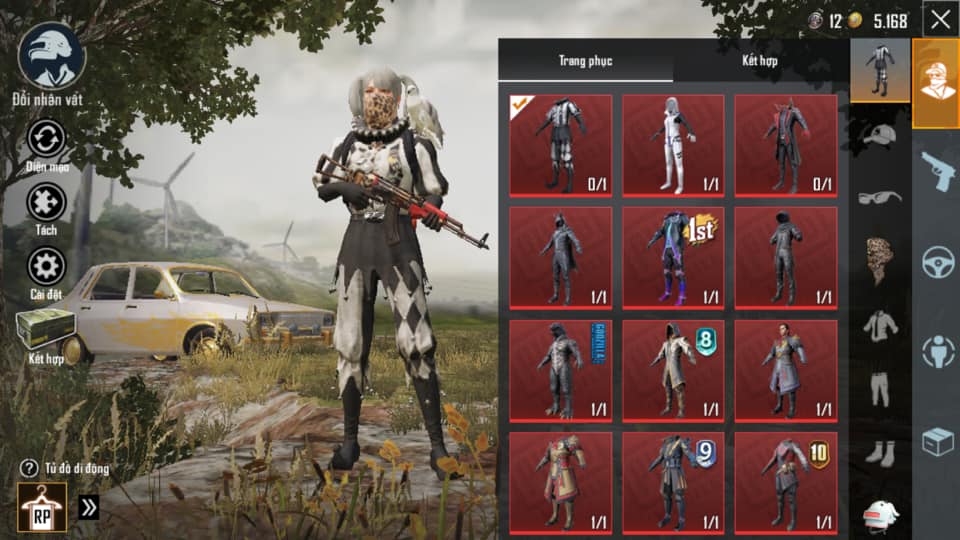 12 5.168
Đổi nhân vật
Diện mạo
Tách
Cài đặt
Kết hợp
Tủ đồ di động
RP
Trang phục Kết hợp
0/1 1/1 0/1
1st
1/1 1/1 1/1
GODZILLA 8
1/1 1/1 1/1
9 10
1/1 1/1 1/1